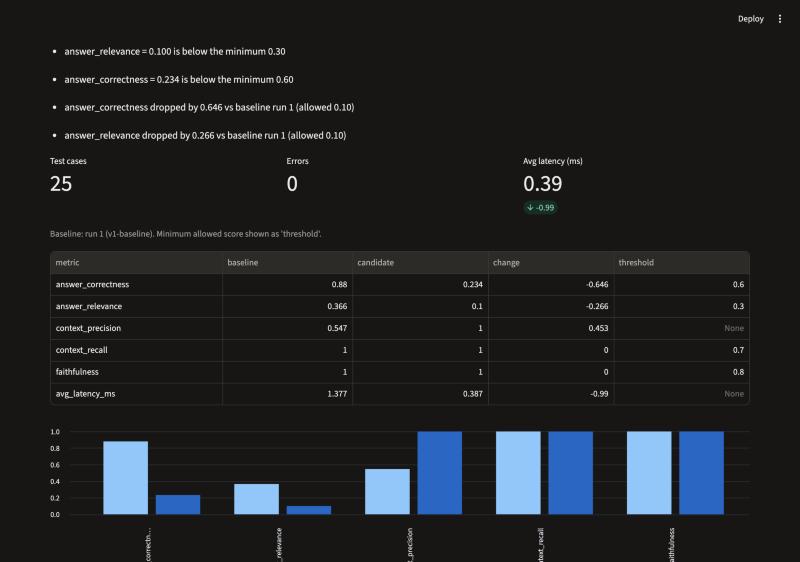 Deploy
answer_relevance = 0.100 is below the minimum 0.30
answer_correctness = 0.234 is below the minimum 0.60
answer_correctness dropped by 0.646 vs baseline run 1 (allowed 0.10)
answer_relevance dropped by 0.266 vs baseline run 1 (allowed 0.10)
Test cases Errors Avg latency (ms)
25 0 0.39
↓ -0.99
Baseline: run 1 (v1-baseline). Minimum allowed score shown as 'threshold'.
metric baseline candidate change threshold
answer_correctness 0.88 0.234 -0.646 0.6
answer_relevance 0.366 0.1 -0.266 0.3
context_precision 0.547 1 0.453 None
context_recall 1 1 0 0.7
faithfulness 1 1 0 0.8
avg_latency_ms 1.377 0.387 -0.99 None
1.0
0.8
0.6
0.4
0.2
0.0
correctn…
_relevance
t_precision
text_recall
aithfulness